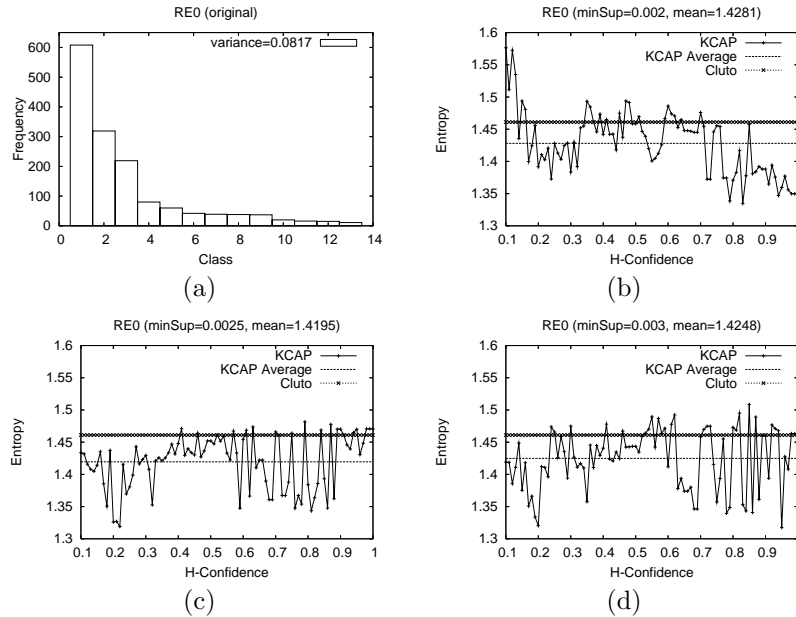 RE0 (original)
variance=0.0817
Frequency
600
500
400
300
200
100
0
0 2 4 6 8 10 12 14
Class
(a)
RE0 (minSup=0.002, mean=1.4281)
KCAP
KCAP Average
Cluto
Entropy
1.6
1.55
1.5
1.45
1.4
1.35
1.3
0.1 0.2 0.3 0.4 0.5 0.6 0.7 0.8 0.9
H-Confidence
(b)
RE0 (minSup=0.0025, mean=1.4195)
KCAP
KCAP Average
Cluto
Entropy
1.6
1.55
1.5
1.45
1.4
1.35
1.3
0.1 0.2 0.3 0.4 0.5 0.6 0.7 0.8 0.9 1
H-Confidence
(c)
RE0 (minSup=0.003, mean=1.4248)
KCAP
KCAP Average
Cluto
Entropy
1.6
1.55
1.5
1.45
1.4
1.35
1.3
0.1 0.2 0.3 0.4 0.5 0.6 0.7 0.8 0.9
H-Confidence
(d)